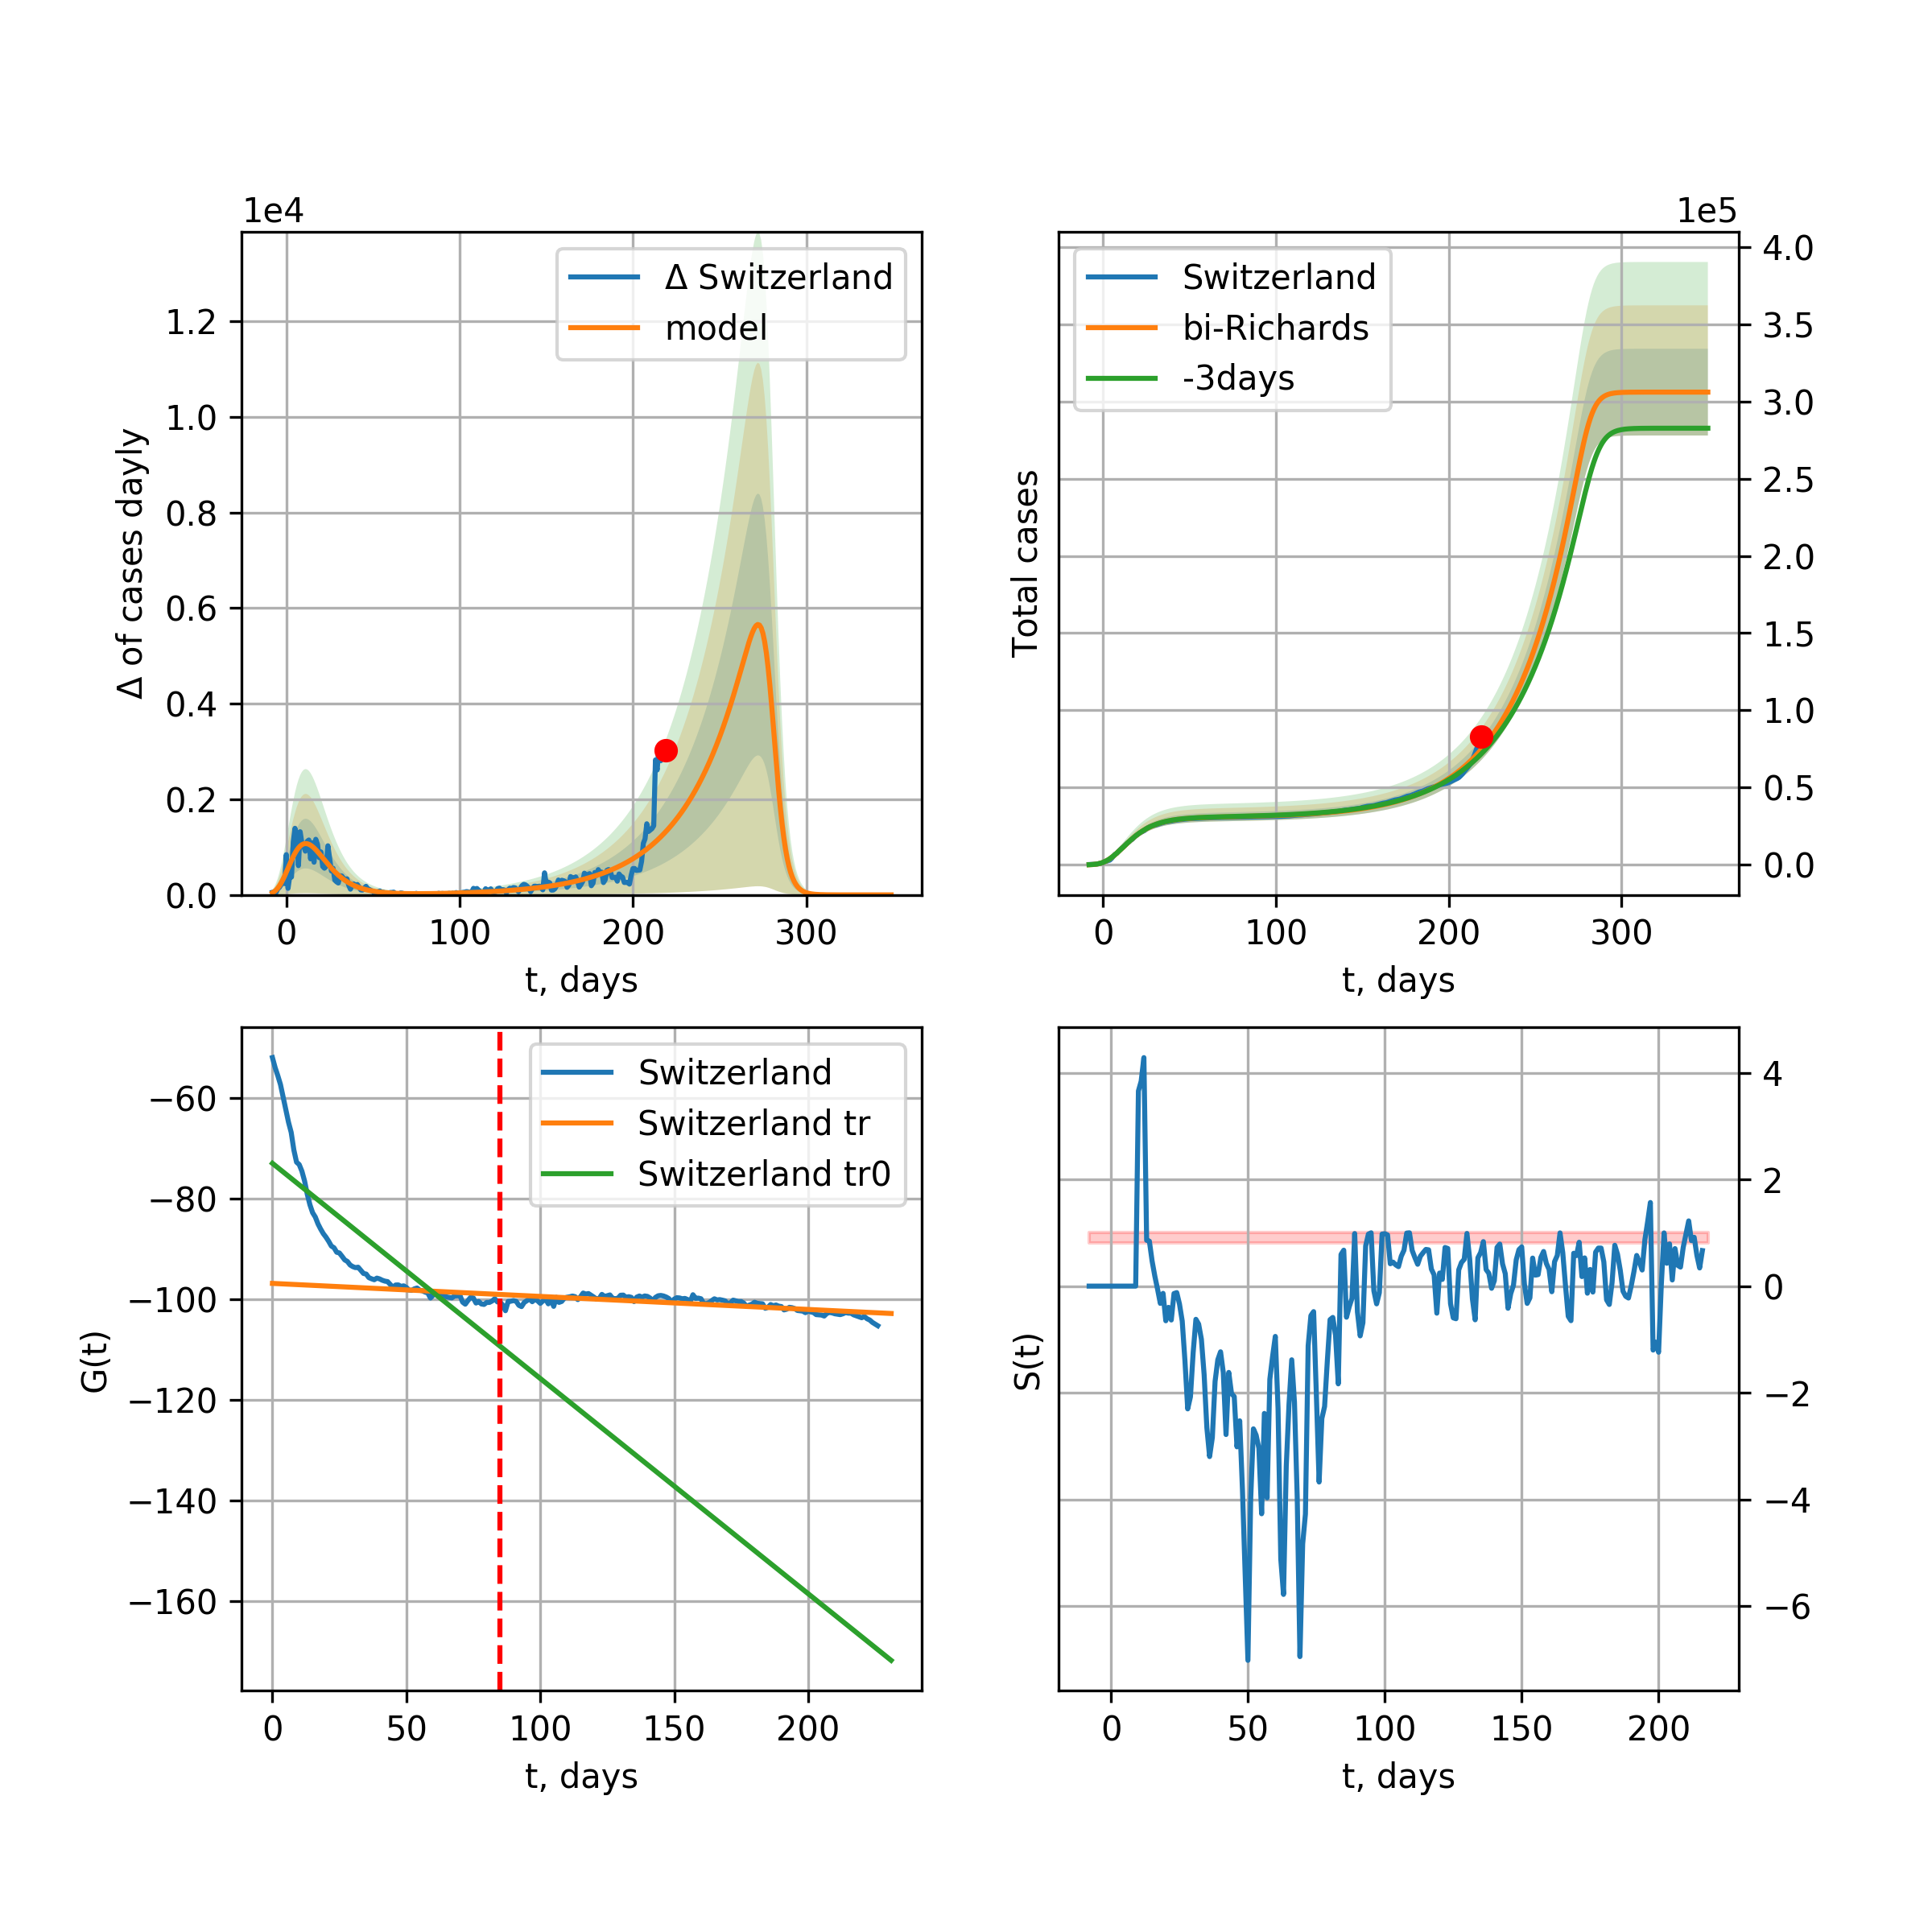 1e4
Δ of cases dayly
1.2
1.0
0.8
0.6
0.4
0.2
0.0
0 100 200 300
t, days
Δ Switzerland
model
1e5
Total cases
4.0
3.5
3.0
2.5
2.0
1.5
1.0
0.5
0.0
0 100 200 300
t, days
Switzerland
bi-Richards
-3days
G(t)
−60
−80
−100
−120
−140
−160
0 50 100 150 200
t, days
Switzerland
Switzerland tr
Switzerland tr0
S(t)
4
2
0
−2
−4
−6
0 50 100 150 200
t, days